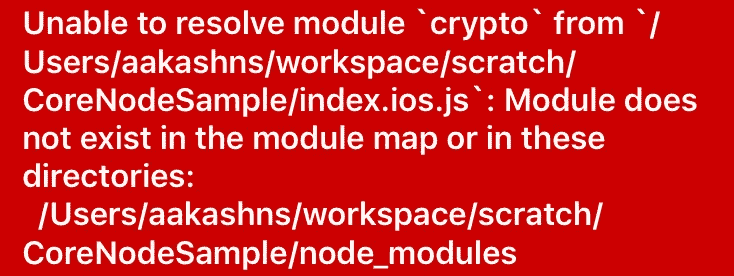 Unable to resolve module `crypto` from `/
Users/aakashns/workspace/scratch/
CoreNodeSample/index.ios.js`: Module does
not exist in the module map or in these
directories:
/Users/aakashns/workspace/scratch/
CoreNodeSample/node_modules